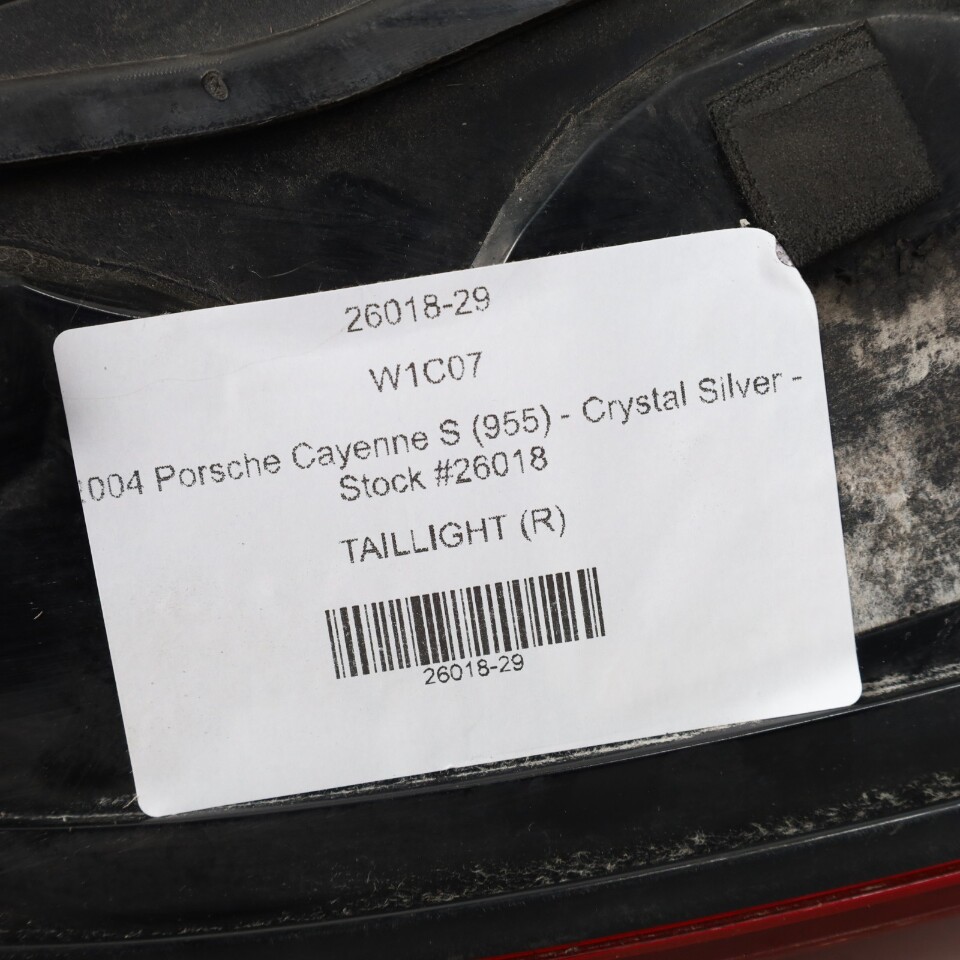 26018-29
W1C07
004 Porsche Cayenne S (955) - Crystal Silver -
Stock #26018
TAILLIGHT (R)
26018-29